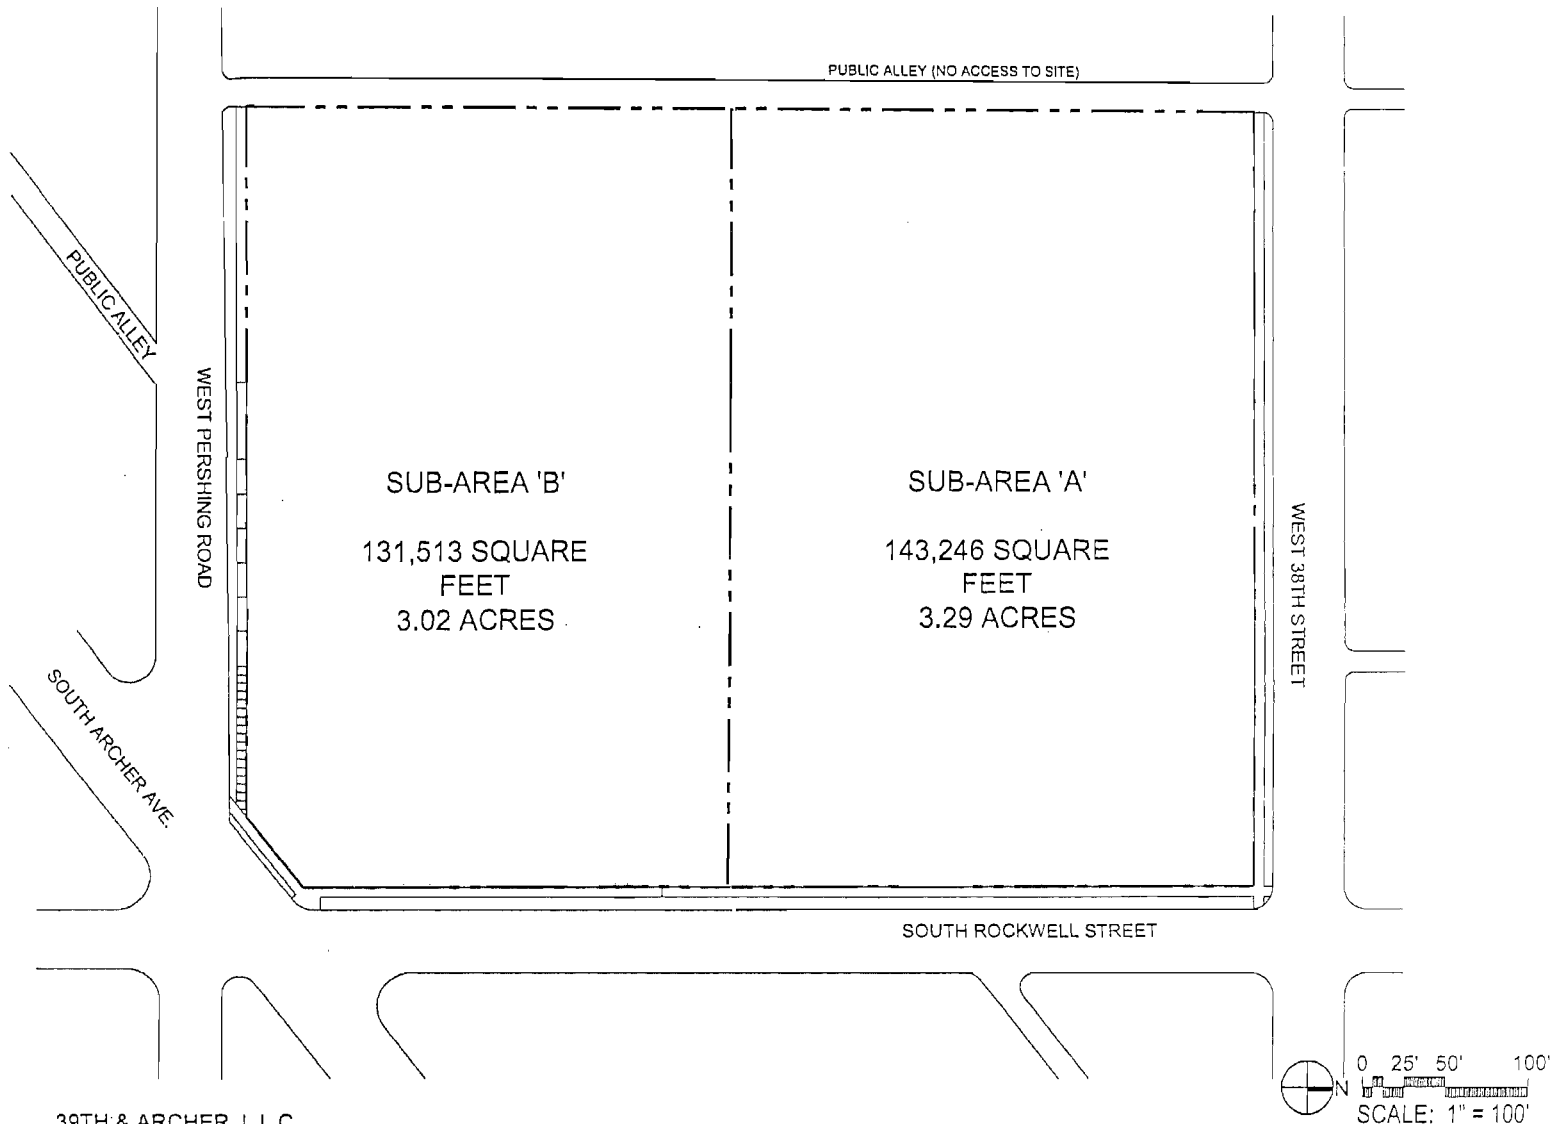 PUBLIC ALLEY (NO ACCESS TO SITE)
PUBLIC ALLEY
WEST PERSHING ROAD
SUB-AREA 'B'
131,513 SQUARE
FEET
3.02 ACRES
SUB-AREA 'A'
143,246 SQUARE
FEET
3.29 ACRES
WEST 38TH STREET
SOUTH ARCHER AVE.
SOUTH ROCKWELL STREET
N
0 25' 50' 100'
SCALE: 1" = 100'
39TH & ARCHER, L.L.C.